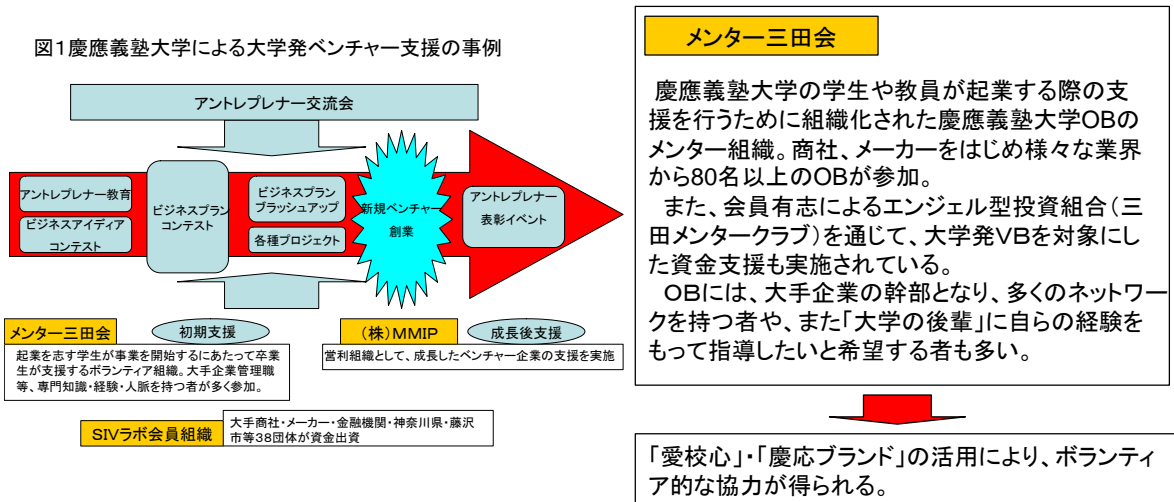 図1慶應義塾大学による大学発ベンチャー支援の事例
アントレプレナー交流会
アントレプレナー教育
ビジネスアイディア
コンテスト
ビジネスプラン
コンテスト
ビジネスプラン
ブラッシュアップ
各種プロジェクト
新規ベンチャー
創業
アントレプレナー
表彰イベント
メンター三田会
初期支援
起業を志す学生が事業を開始するにあたって卒業
生が支援するボランティア組織。大手企業管理職
等、専門知識・経験・人脈を持つ者が多く参加。
(株)MMIP
成長後支援
営利組織として、成長したベンチャー企業の支援を実施
SIVラボ会員組織
大手商社・メーカー・金融機関・神奈川県・藤沢
市等38団体が資金出資
メンター三田会
慶應義塾大学の学生や教員が起業する際の支
援を行うために組織化された慶應義塾大学OBの
メンター組織。商社、メーカーをはじめ様々な業界
から80名以上のOBが参加。
また、会員有志によるエンジェル型投資組合(三
田メンタークラブ)を通じて、大学発VBを対象にし
た資金支援も実施されている。
OBには、大手企業の幹部となり、多くのネットワー
クを持つ者や、また「大学の後輩」に自らの経験を
もって指導したいと希望する者も多い。
「愛校心」・「慶応ブランド」の活用により、ボランティ
ア的な協力が得られる。